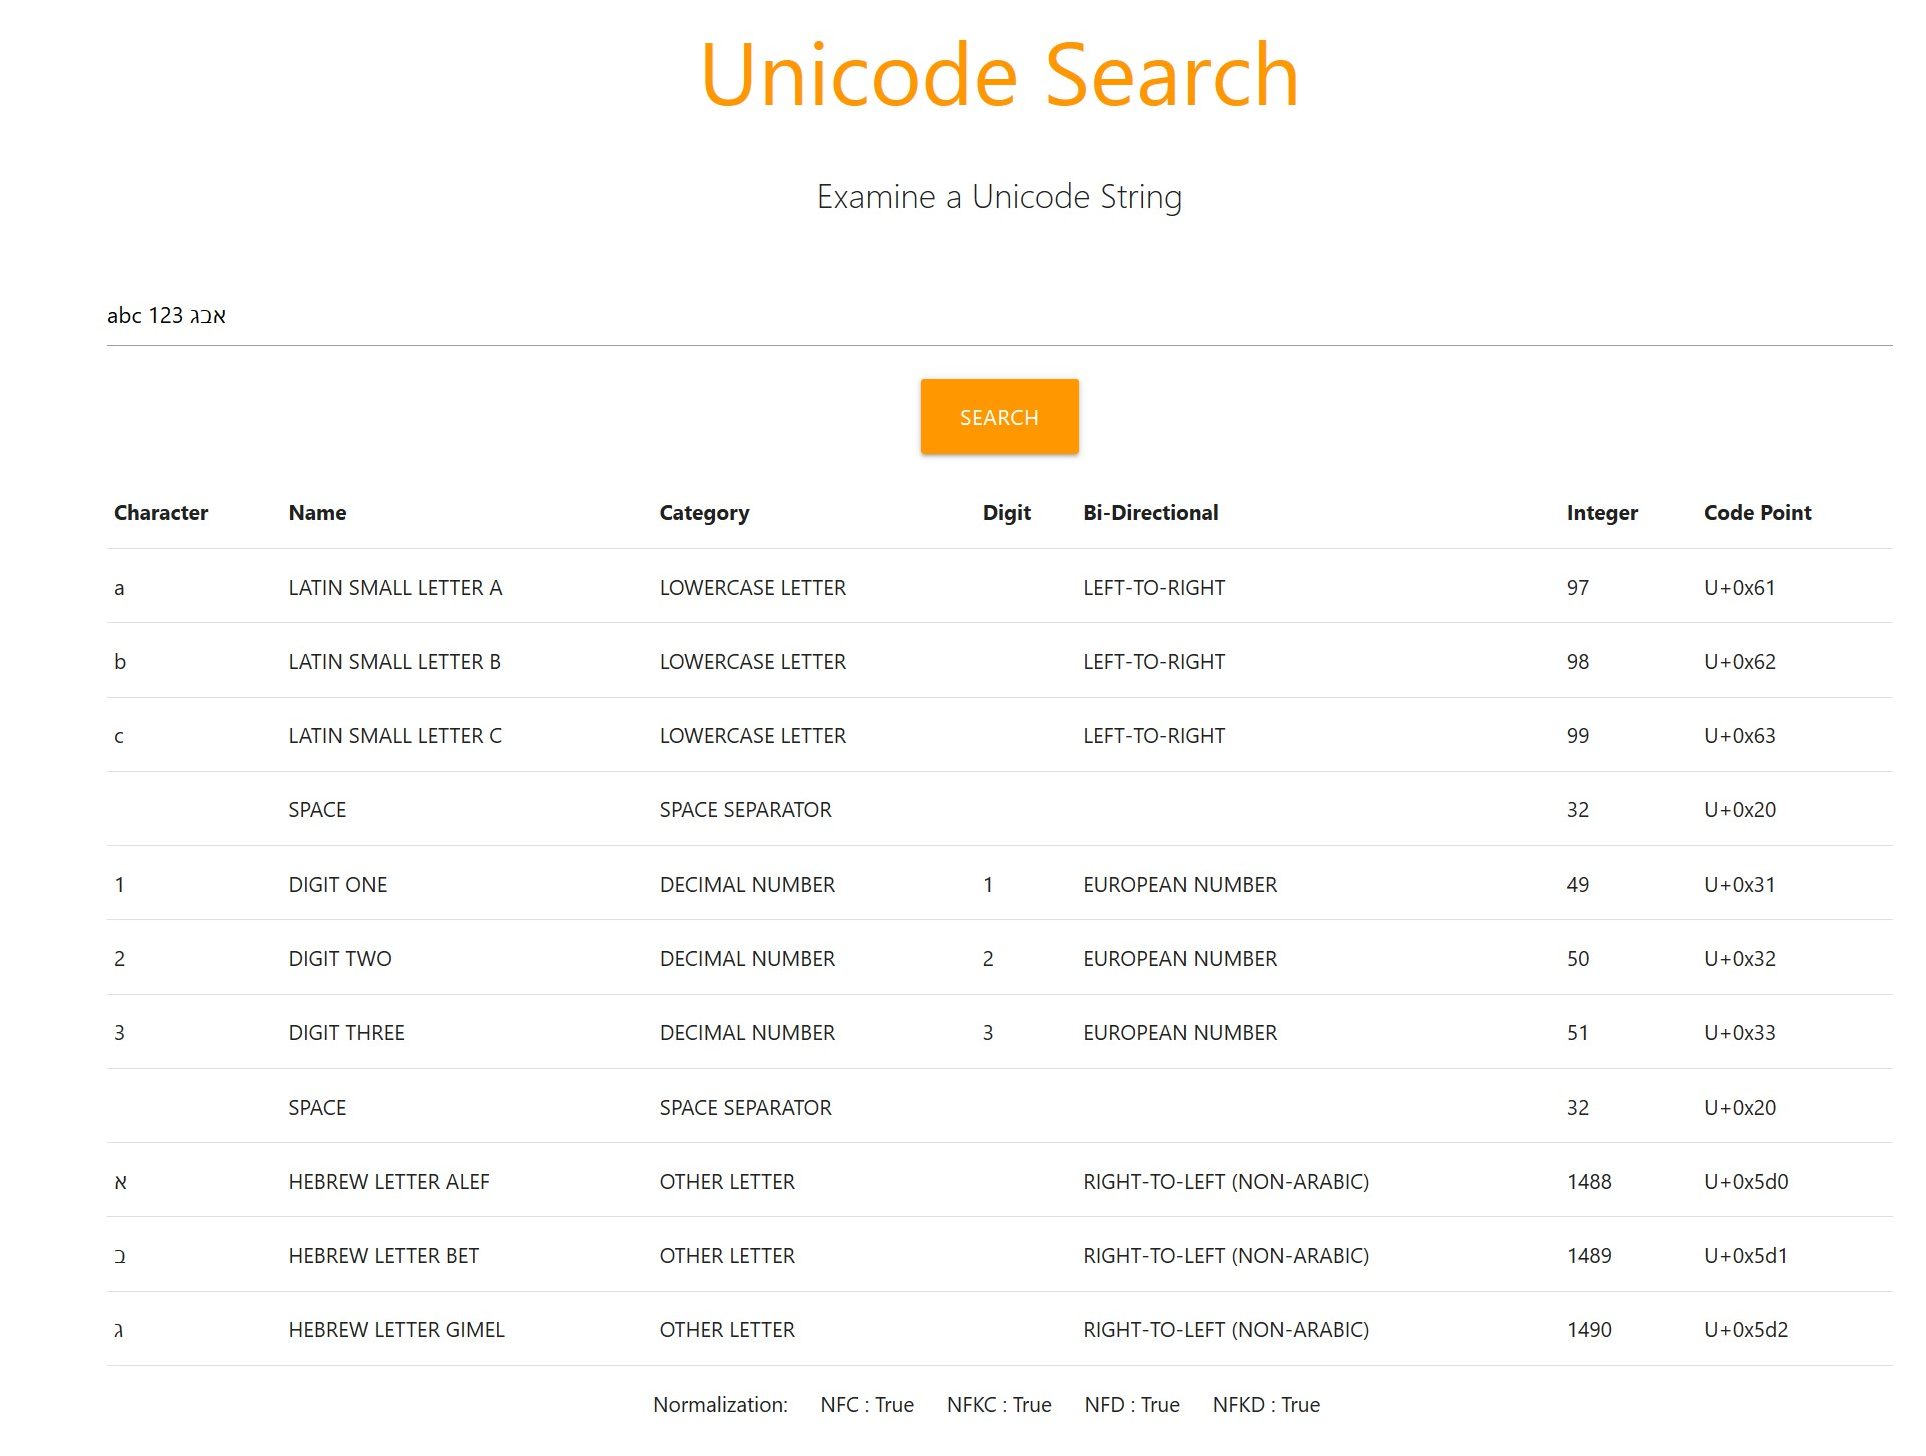 Unicode Search
Examine a Unicode String
abc 123 אבג
SEARCH
Character Name Category Digit Bi-Directional Integer Code Point
a LATIN SMALL LETTER A LOWERCASE LETTER LEFT-TO-RIGHT 97 U+0x61
b LATIN SMALL LETTER B LOWERCASE LETTER LEFT-TO-RIGHT 98 U+0x62
c LATIN SMALL LETTER C LOWERCASE LETTER LEFT-TO-RIGHT 99 U+0x63
SPACE SPACE SEPARATOR 32 U+0x20
1 DIGIT ONE DECIMAL NUMBER 1 EUROPEAN NUMBER 49 U+0x31
2 DIGIT TWO DECIMAL NUMBER 2 EUROPEAN NUMBER 50 U+0x32
3 DIGIT THREE DECIMAL NUMBER 3 EUROPEAN NUMBER 51 U+0x33
SPACE SPACE SEPARATOR 32 U+0x20
א HEBREW LETTER ALEF OTHER LETTER RIGHT-TO-LEFT (NON-ARABIC) 1488 U+0x5d0
ב HEBREW LETTER BET OTHER LETTER RIGHT-TO-LEFT (NON-ARABIC) 1489 U+0x5d1
ג HEBREW LETTER GIMEL OTHER LETTER RIGHT-TO-LEFT (NON-ARABIC) 1490 U+0x5d2
Normalization: NFC : True NFKC : True NFD : True NFKD : True